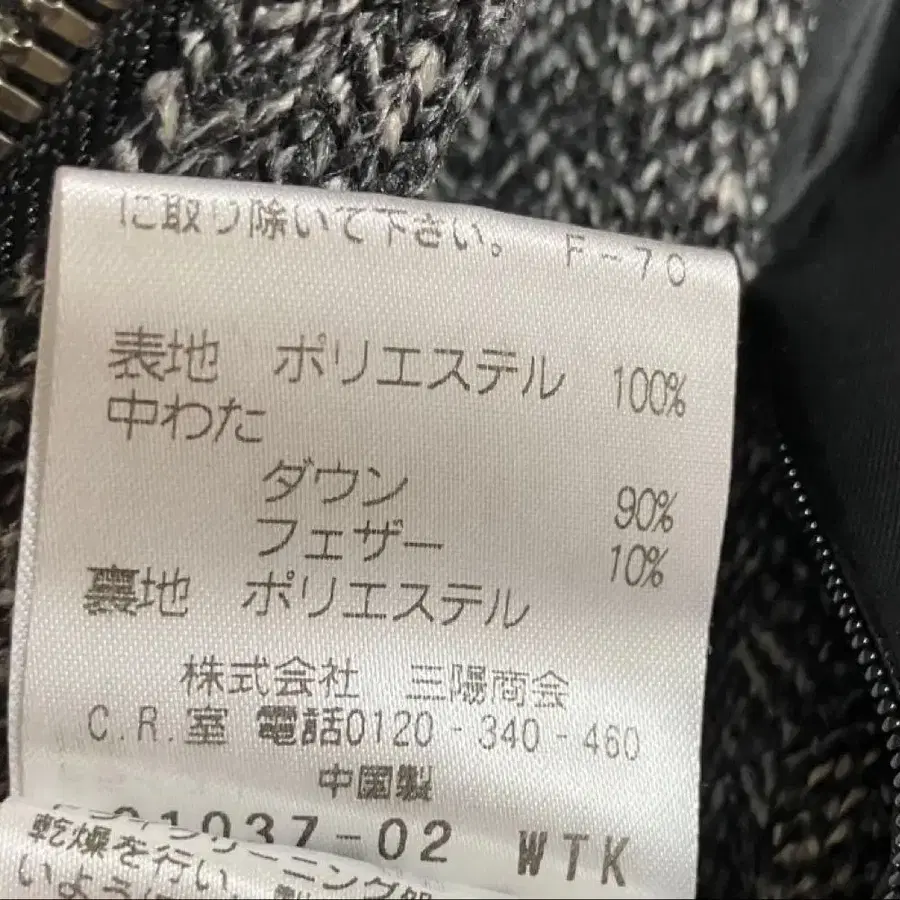 に取り除いて下さい。 F-70
表地 ポリエステル 100%
中わた
ダウン 90%
フェザー 10%
裏地 ポリエステル
株式会社 三陽商会
C.R.室 電話0120-340-460
中国製
1037-02 WTK
乾燥を行い